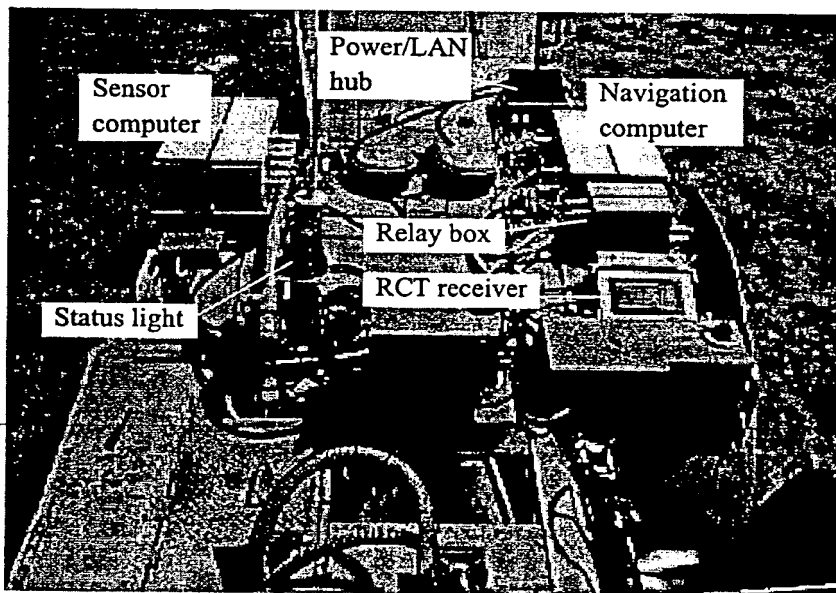 Power/LAN
hub
Sensor
computer
Navigation
computer
Relay box
RCT receiver
Status light